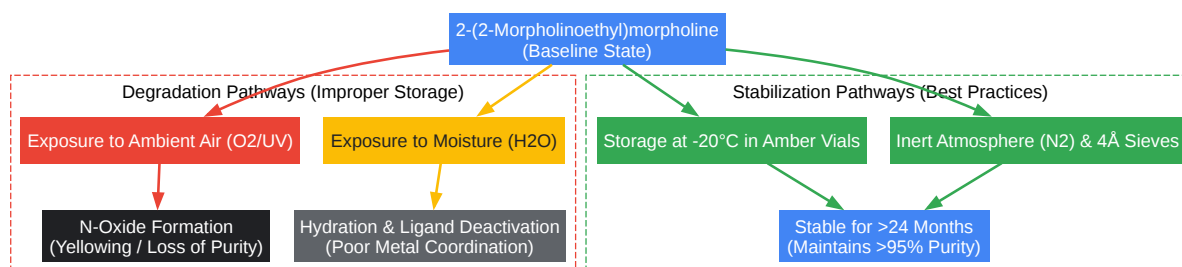 2-(2-Morpholinoethyl)morpholine
(Baseline State)
Degradation Pathways (Improper Storage)
Stabilization Pathways (Best Practices)
Exposure to Ambient Air (O2/UV)
Exposure to Moisture (H2O)
Storage at -20°C in Amber Vials
Inert Atmosphere (N2) & 4Å Sieves
N-Oxide Formation
(Yellowing / Loss of Purity)
Hydration & Ligand Deactivation
(Poor Metal Coordination)
Stable for >24 Months
(Maintains >95% Purity)